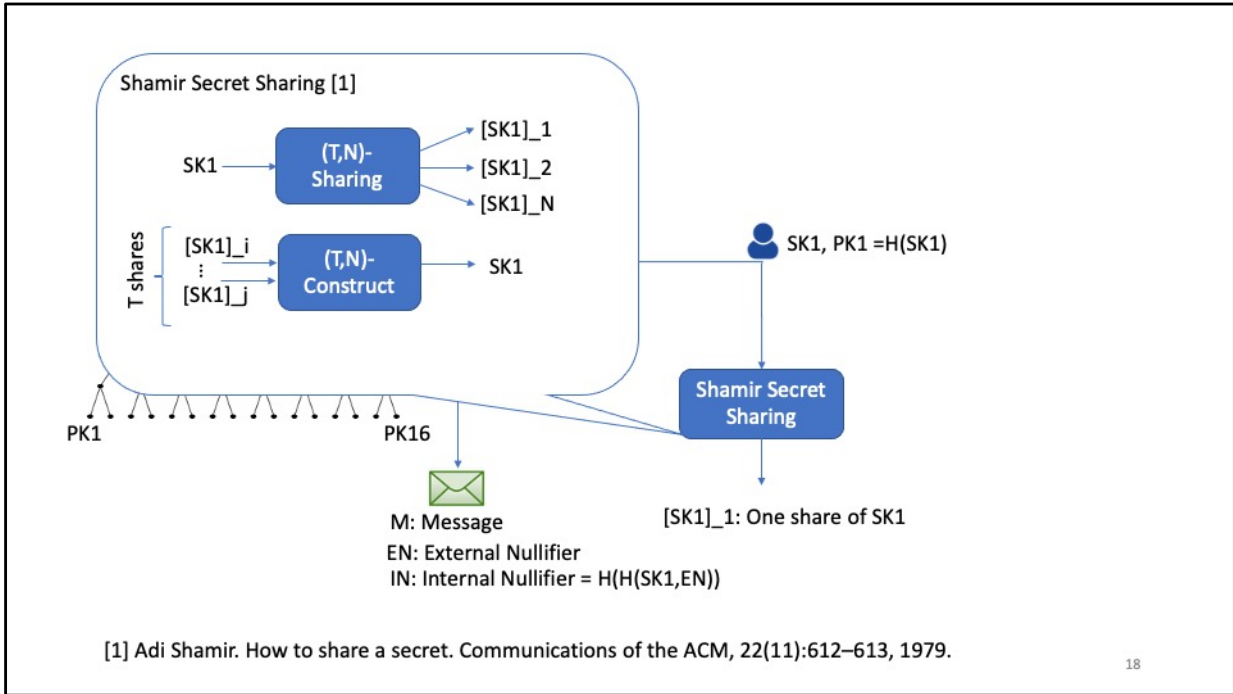 Shamir Secret Sharing [1]
SK1
(T,N)-
Sharing
[SK1]_1
[SK1]_2
[SK1]_N
T shares
[SK1]_i
⋮
[SK1]_j
(T,N)-
Construct
SK1
SK1, PK1 =H(SK1)
Shamir Secret
Sharing
PK1
PK16
M: Message
EN: External Nullifier
IN: Internal Nullifier = H(H(SK1,EN))
[SK1]_1: One share of SK1
[1] Adi Shamir. How to share a secret. Communications of the ACM, 22(11):612–613, 1979.
18